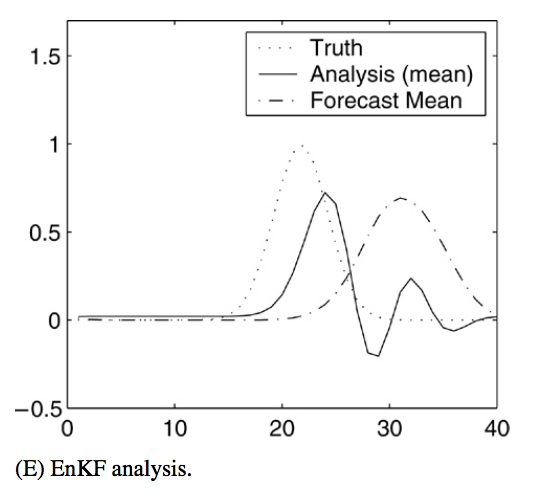 1.5
1
0.5
0
−0.5
Truth
Analysis (mean)
Forecast Mean
0 10 20 30 40
(E) EnKF analysis.